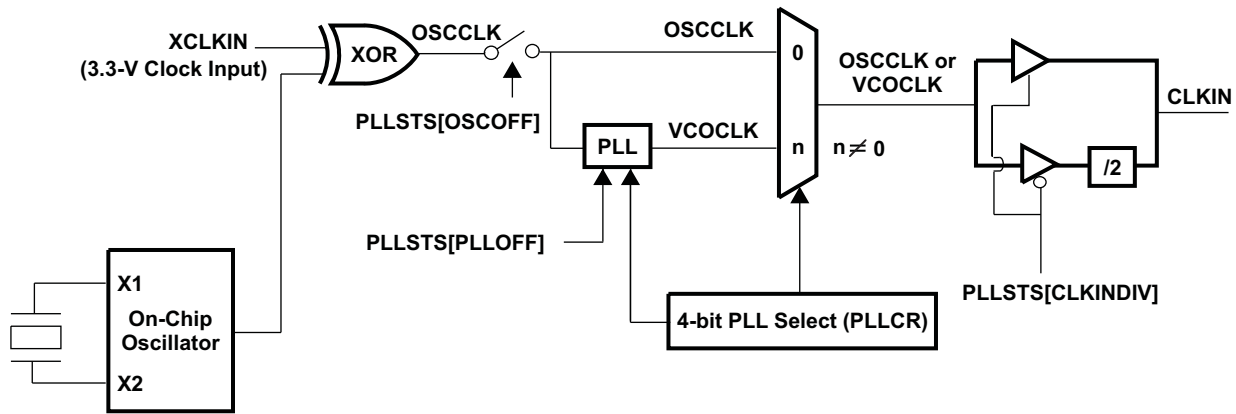 XCLKIN
(3.3-V Clock Input)
XOR
OSCCLK
PLLSTS[OSCOFF]
OSCCLK
0
OSCCLK or
VCOCLK
CLKIN
PLL
VCOCLK
n
n ≠ 0
/2
PLLSTS[PLLOFF]
X1
On-Chip
Oscillator
X2
4-bit PLL Select (PLLCR)
PLLSTS[CLKINDIV]